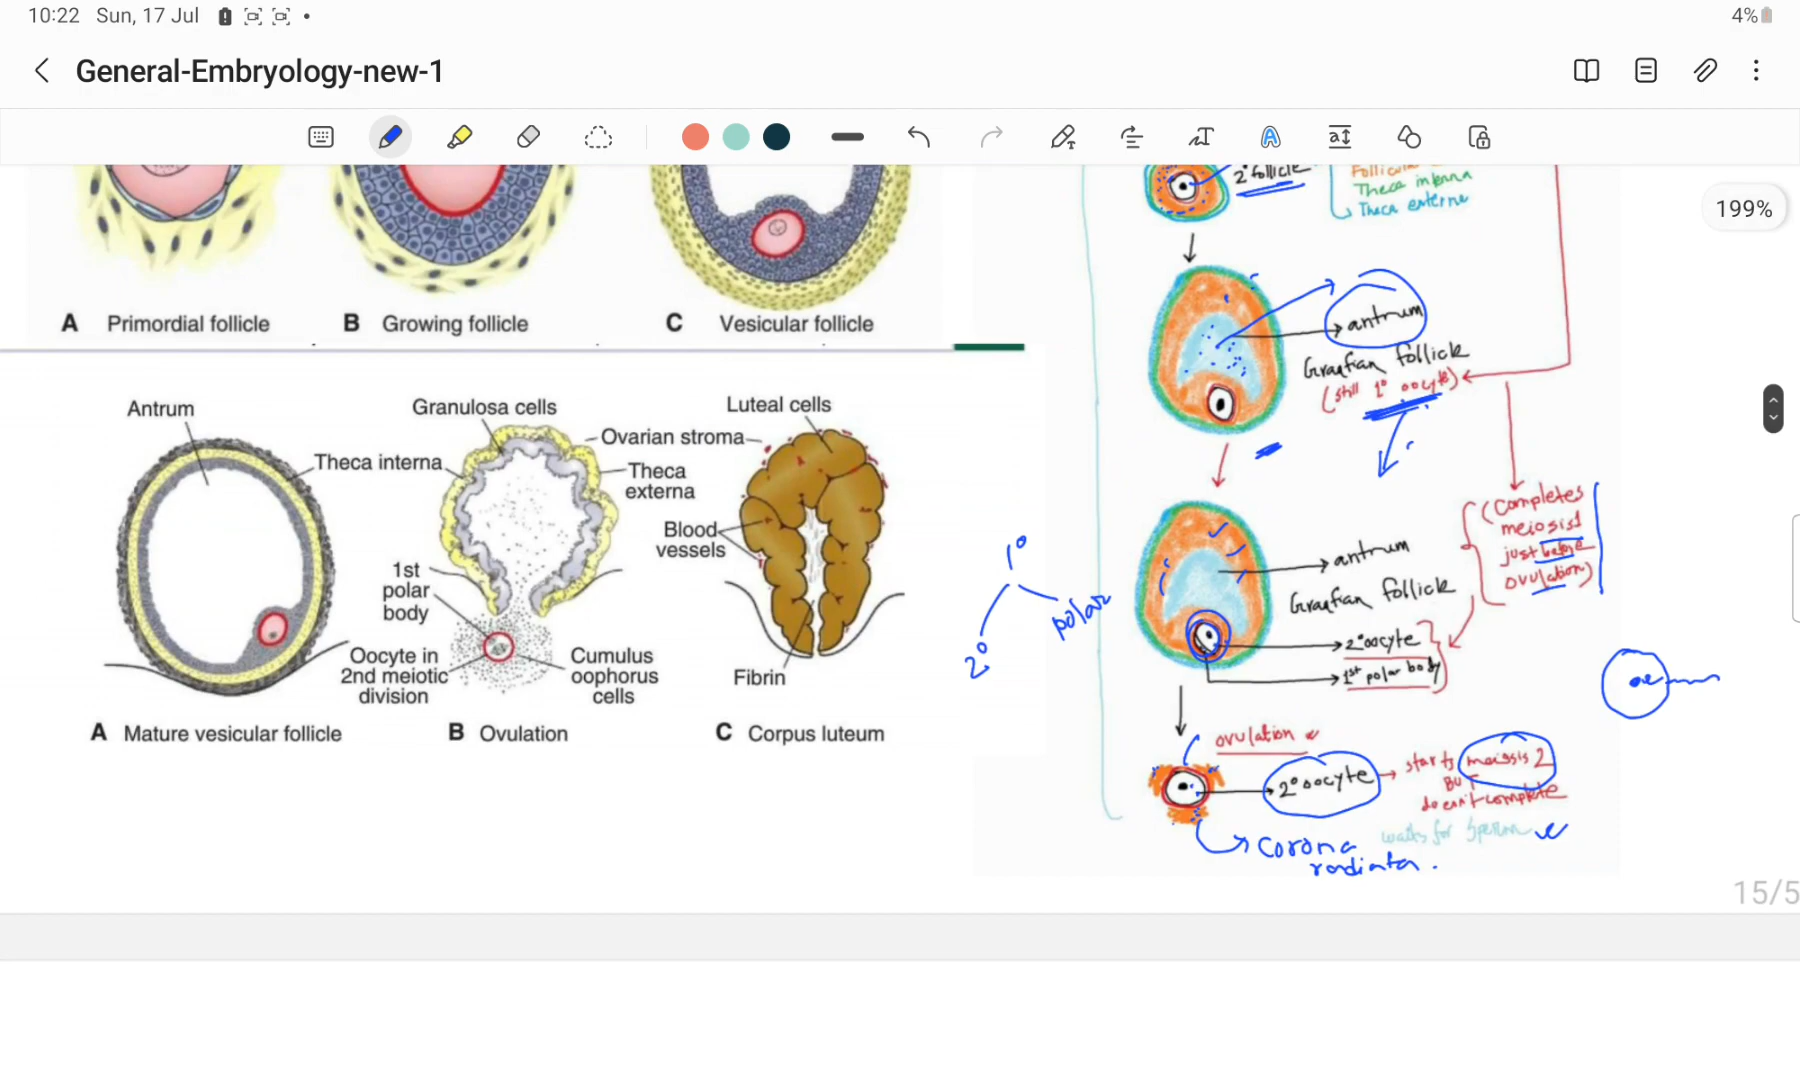 10:22 Sun, 17 Jul
4%
General-Embryology-new-1
199%
A Primordial follicle
B Growing follicle
C Vesicular follicle
Antrum
Theca interna
Granulosa cells
Ovarian stroma
Theca
externa
1st
polar
body
Oocyte in
2nd meiotic
division
Cumulus
oophorus
cells
Luteal cells
Blood
vessels
Fibrin
A Mature vesicular follicle
B Ovulation
C Corpus luteum
2° follicle
Theca interna
Theca externa
antrum
Graafian follicle
(still 1° oocyte)
(completes
meiosis1
just before
ovulation)
1°
2°
polar
antrum
Graafian follicle
2° oocyte
1st polar body
ovulation
2° oocyte
starts meiosis 2
BUT
doesn't complete
waits for sperm
Corona
radiata.
15/5